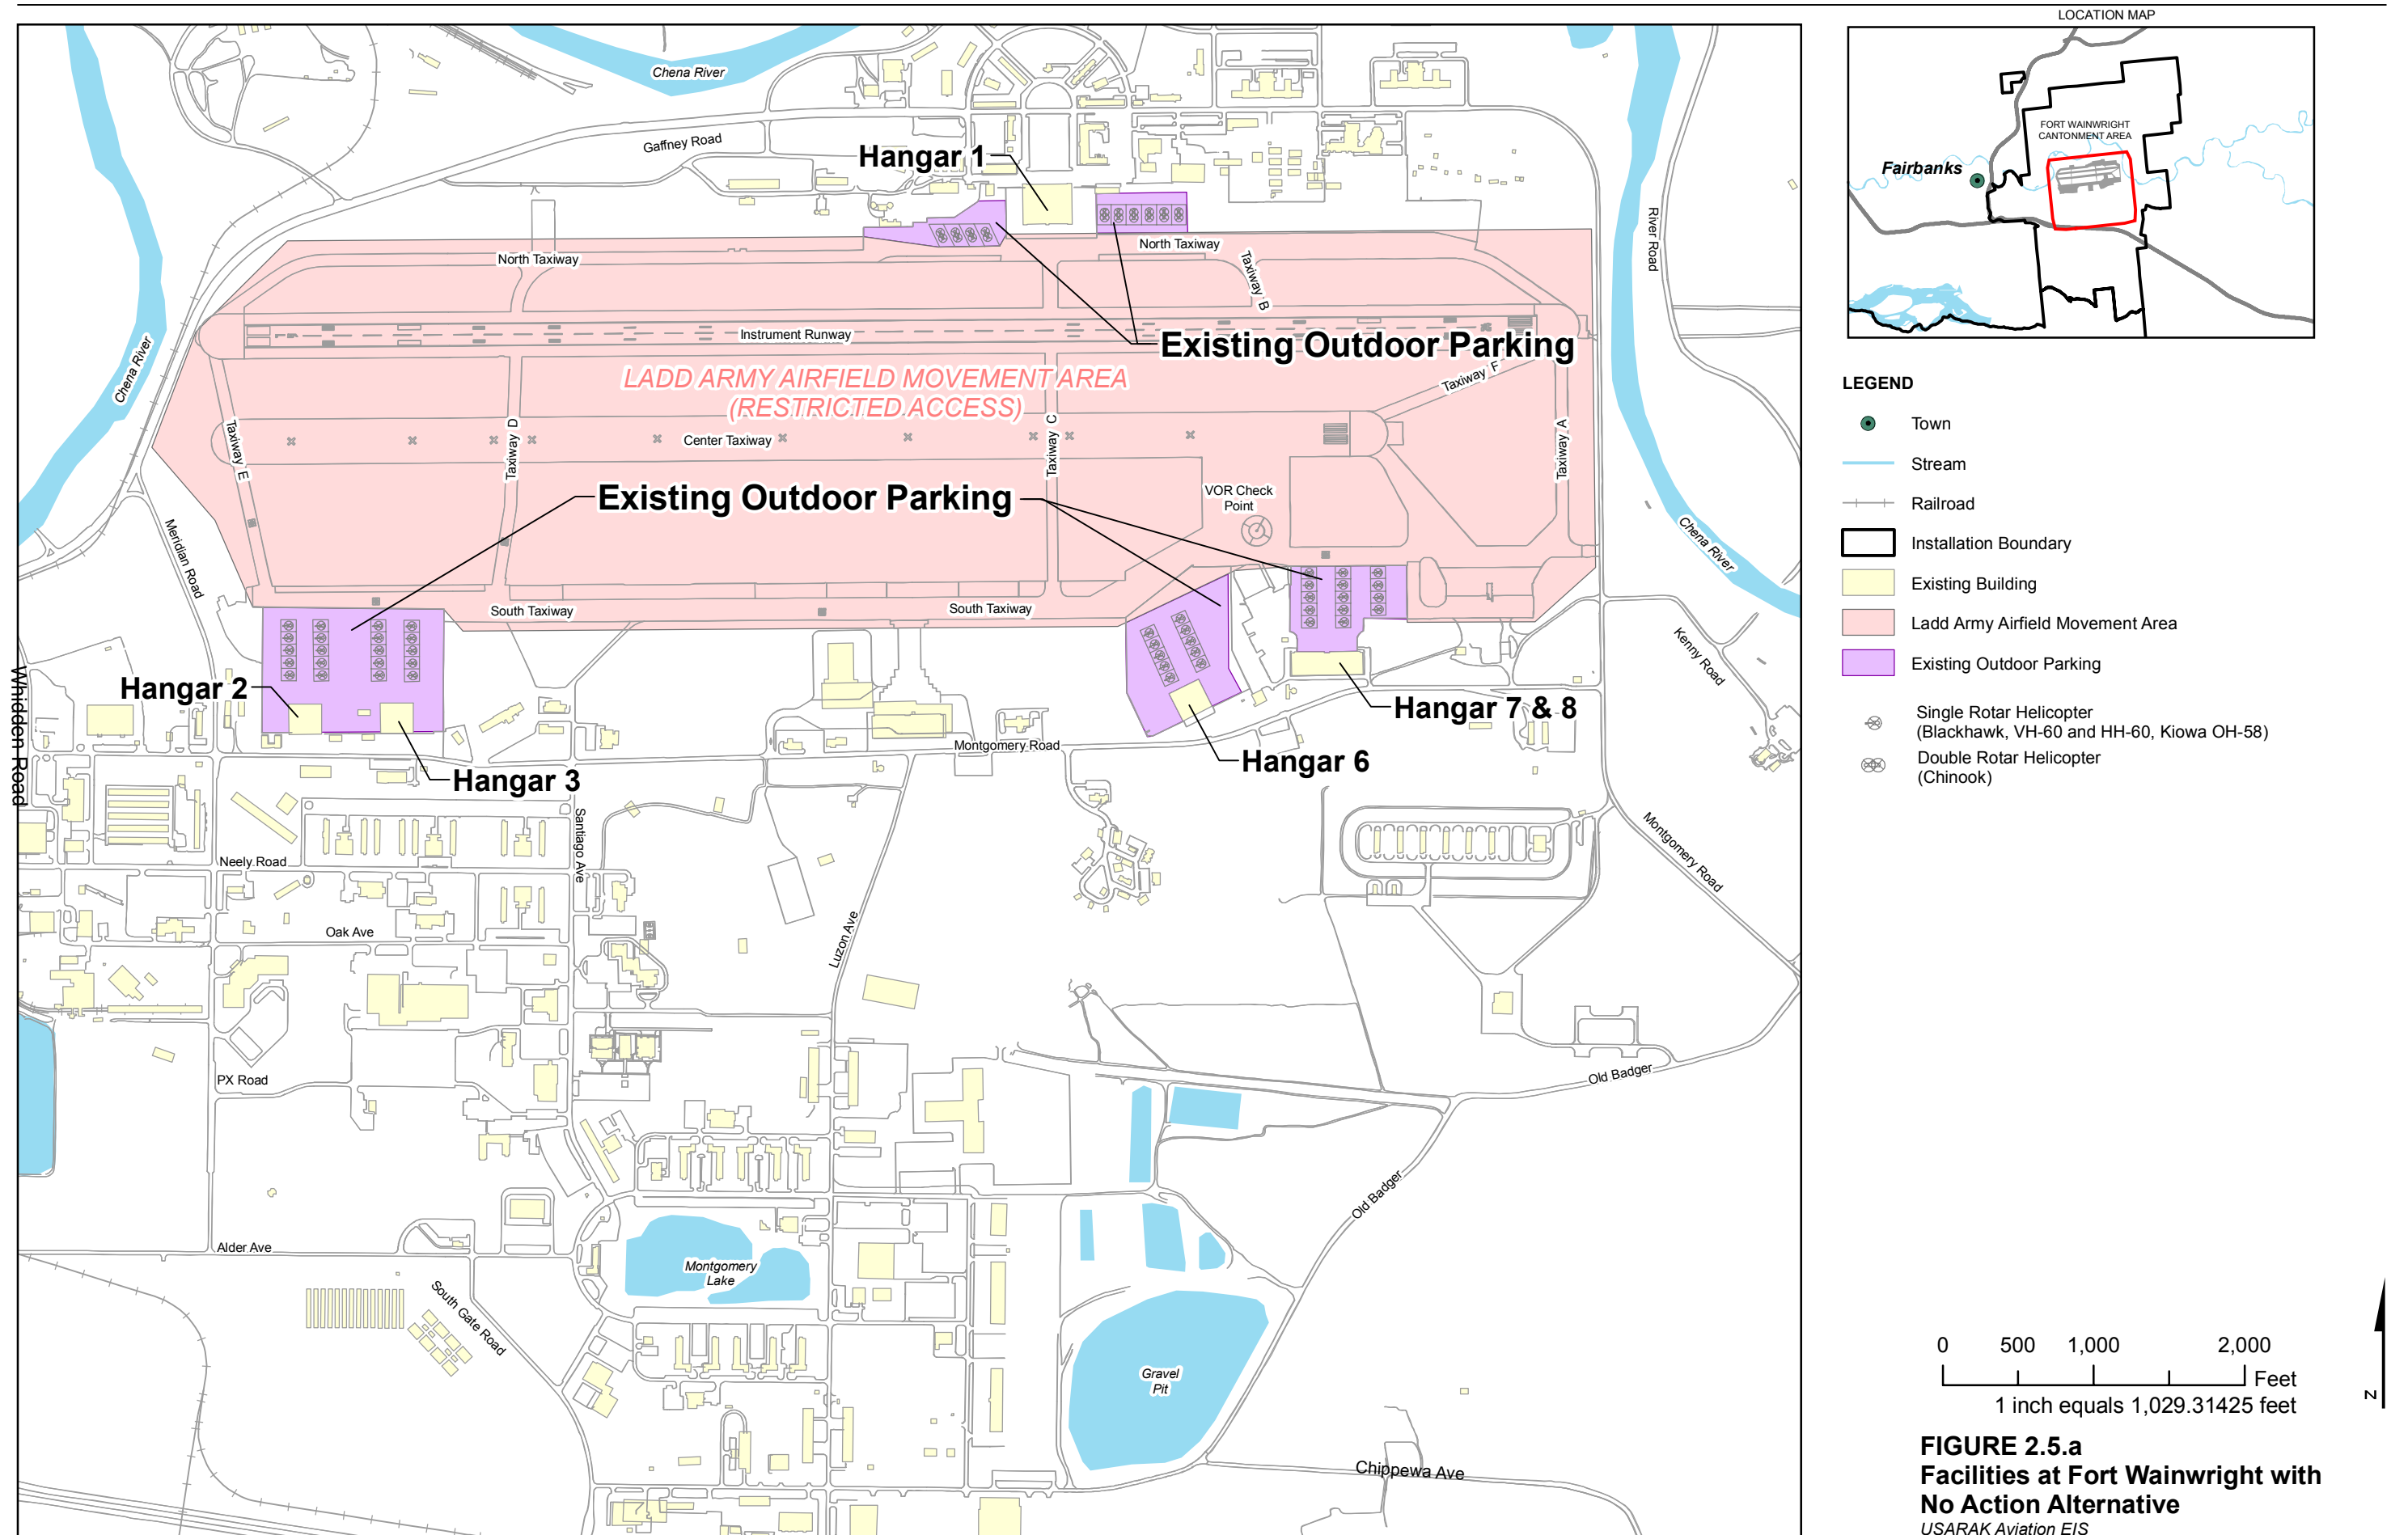 LOCATION MAP
FORT WAINWRIGHT
CANTONMENT AREA
Fairbanks
Chena River
Gaffney Road
Hangar 1
River Road
North Taxiway
North Taxiway
Taxiway B
Instrument Runway
Existing Outdoor Parking
Chena River
LADD ARMY AIRFIELD MOVEMENT AREA
(RESTRICTED ACCESS)
Taxiway F
Taxiway E
Taxiway D
Center Taxiway
Taxiway C
Taxiway A
Existing Outdoor Parking
VOR Check
Point
Meridian Road
Chena River
South Taxiway
South Taxiway
Kenny Road
Whidden Road
Hangar 2
Hangar 7 & 8
Montgomery Road
Hangar 6
Hangar 3
Santiago Ave
Neely Road
Montgomery Road
Oak Ave
Luzon Ave
PX Road
Old Badger
Old Badger
Alder Ave
Montgomery
Lake
South Gate Road
Gravel
Pit
Chippewa Ave
LEGEND
Town
Stream
Railroad
Installation Boundary
Existing Building
Ladd Army Airfield Movement Area
Existing Outdoor Parking
Single Rotar Helicopter
(Blackhawk, VH-60 and HH-60, Kiowa OH-58)
Double Rotar Helicopter
(Chinook)
0 500 1,000 2,000
Feet
1 inch equals 1,029.31425 feet
N
FIGURE 2.5.a
Facilities at Fort Wainwright with
No Action Alternative
USARAK Aviation EIS